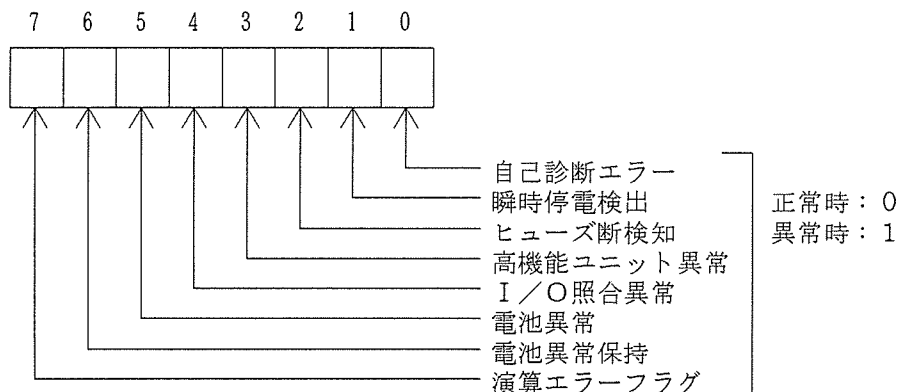 7 6 5 4 3 2 1 0
自己診断エラー
瞬時停電検出
ヒューズ断検知
高機能ユニット異常
I／O照合異常
電池異常
電池異常保持
演算エラーフラグ
正常時：0
異常時：1